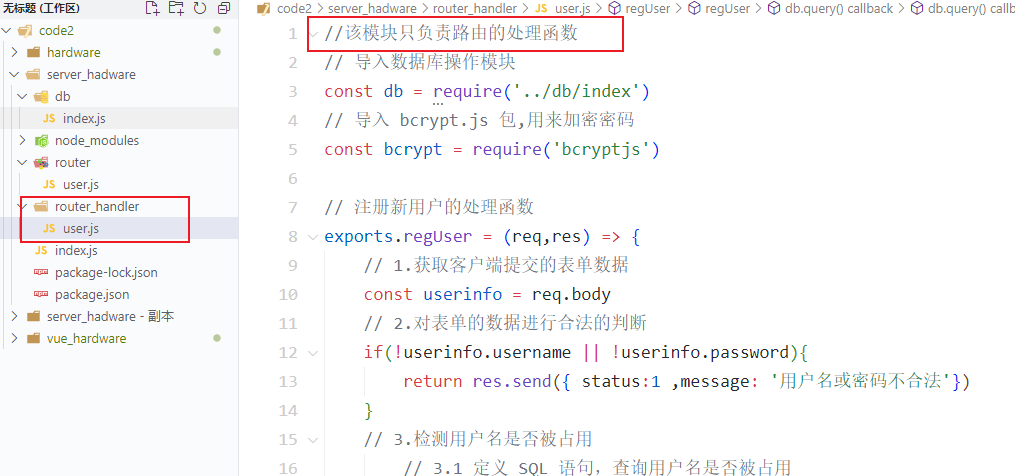 无标题 (工作区)
code2
hardware
server_hadware
db
JS index.js
node_modules
router
JS user.js
router_handler
JS user.js
JS index.js
package-lock.json
package.json
server_hadware - 副本
vue_hardware
code2 > server_hadware > router_handler > JS user.js > regUser > regUser > db.query() callback > db.query() callb
1 //该模块只负责路由的处理函数
2 // 导入数据库操作模块
3 const db = require('../db/index')
4 // 导入 bcrypt.js 包,用来加密密码
5 const bcrypt = require('bcryptjs')
6
7 // 注册新用户的处理函数
8 exports.regUser = (req,res) => {
9 // 1.获取客户端提交的表单数据
10 const userinfo = req.body
11 // 2.对表单的数据进行合法的判断
12 if(!userinfo.username || !userinfo.password){
13 return res.send({ status:1 ,message: '用户名或密码不合法'})
14 }
15 // 3.检测用户名是否被占用
16 // 3.1 定义 SQL 语句，查询用户名是否被占用